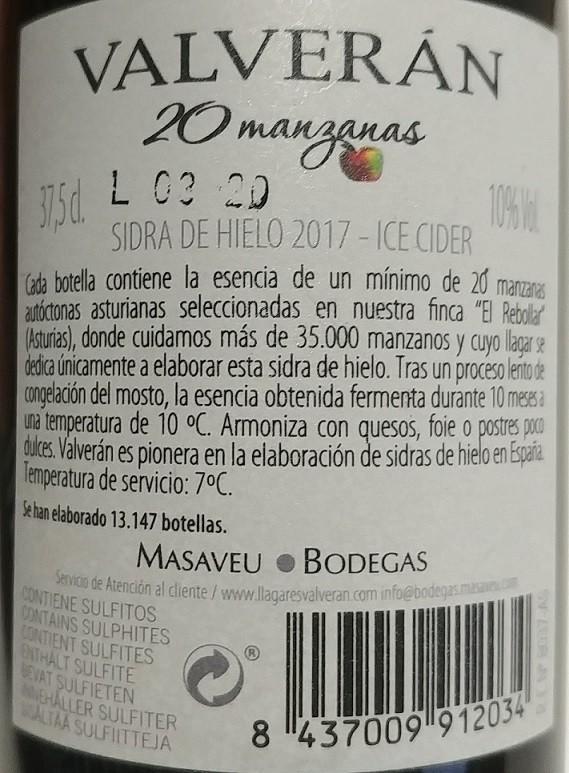 VALVERÁN
20 manzanas
37,5 cl. L 03 20 10% Vol.
SIDRA DE HIELO 2017 - ICE CIDER
Cada botella contiene la esencia de un mínimo de 20 manzanas
autóctonas asturianas seleccionadas en nuestra finca "El Rebollar"
(Asturias), donde cuidamos más de 35.000 manzanos y cuyo llagar se
dedica únicamente a elaborar esta sidra de hielo. Tras un proceso lento de
congelación del mosto, la esencia obtenida fermenta durante 10 meses a
una temperatura de 10 ºC. Armoniza con quesos, foie o postres poco
dulces. Valverán es pionera en la elaboración de sidras de hielo en España.
Temperatura de servicio: 7ºC.
Se han elaborado 13.147 botellas.
MASAVEU BODEGAS
Servicio de Atención al cliente / www.llagaresvalveran.com info@bodegas.masaveu.com
CONTIENE SULFITOS
CONTAINS SULPHITES
CONTIENT SULFITES
ENTHÄLT SULFITE
BEVAT SULFIETEN
INNEHÅLLER SULFITER
SISÄLTÄÄ SULFIITTEJA
®
8 437009 912034